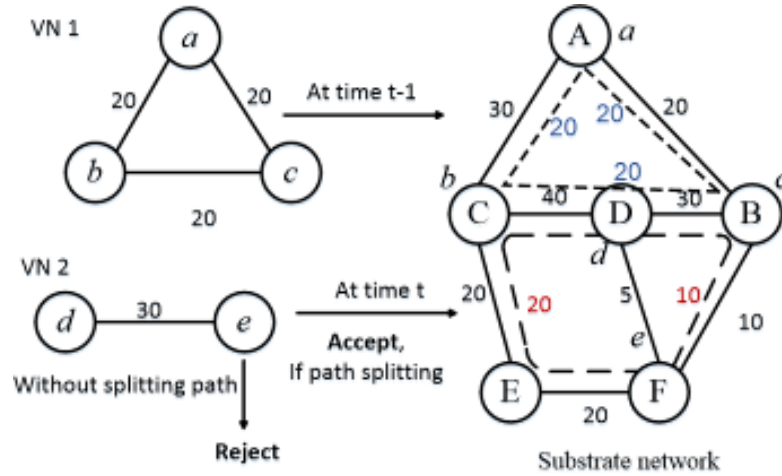 VN 1
a
20
20
b
c
20
At time t-1
A
a
30
20
20
20
20
b
C
40
D
30
B
c
VN 2
d
30
e
At time t
Accept,
If path splitting
Without splitting path
Reject
d
20
20
5
10
10
e
E
20
F
Substrate network